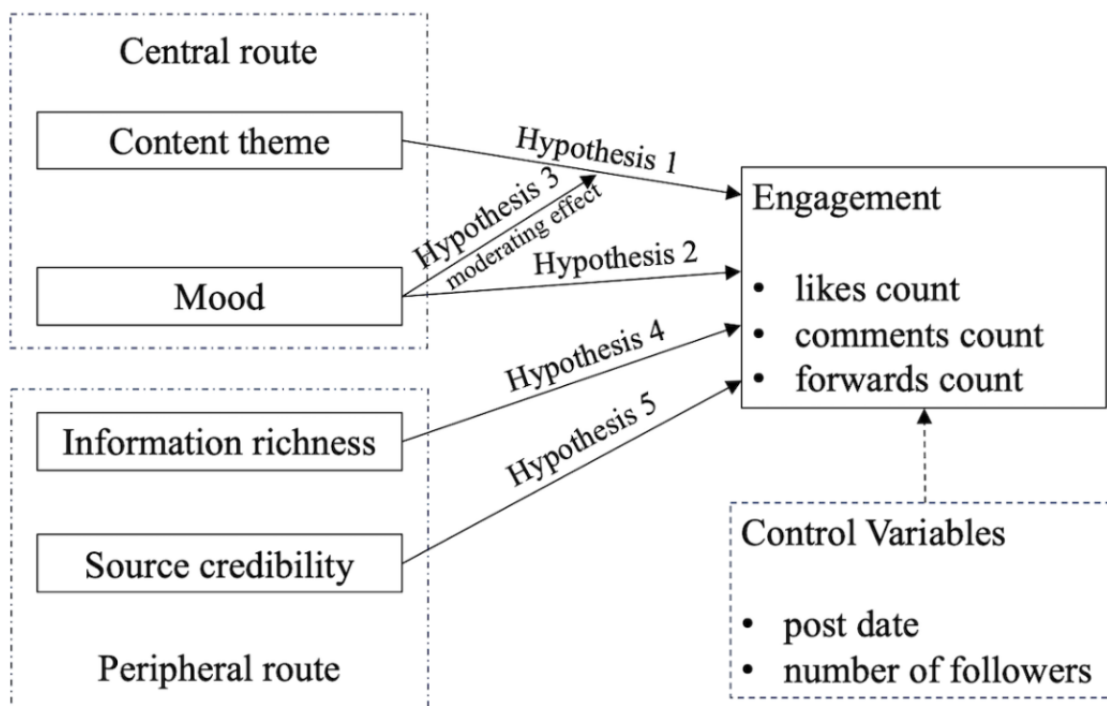 Central route
Content theme
Mood
Hypothesis 1
Hypothesis 3
moderating effect
Hypothesis 2
Hypothesis 4
Hypothesis 5
Information richness
Source credibility
Peripheral route
Engagement
• likes count
• comments count
• forwards count
Control Variables
• post date
• number of followers